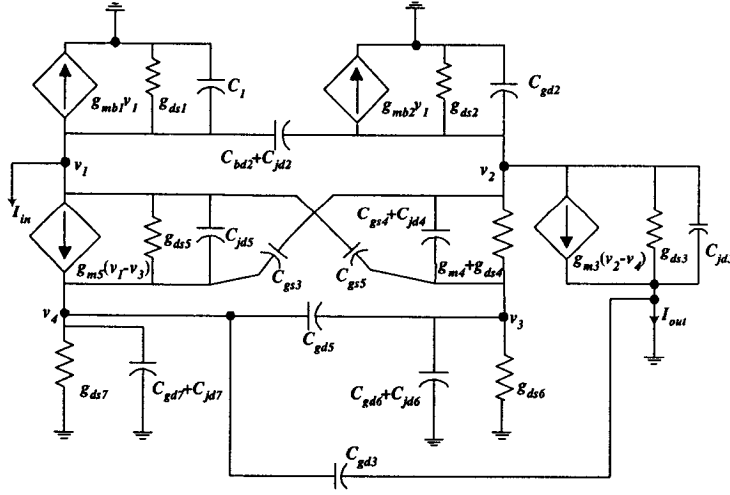 g_mb1 v_1
g_ds1
C_1
g_mb2 v_1
g_ds2
C_gd2
C_bd2+C_jd2
v_1
v_2
I_in
g_m5(v_1-v_3)
g_ds5
C_jd5
C_gs3
C_gs5
C_gs4+C_jd4
g_m4+g_ds4
g_m3(v_2-v_4)
g_ds3
C_jd3
v_4
C_gd5
v_3
I_out
g_ds7
C_gd7+C_jd7
C_gd6+C_jd6
g_ds6
C_gd3